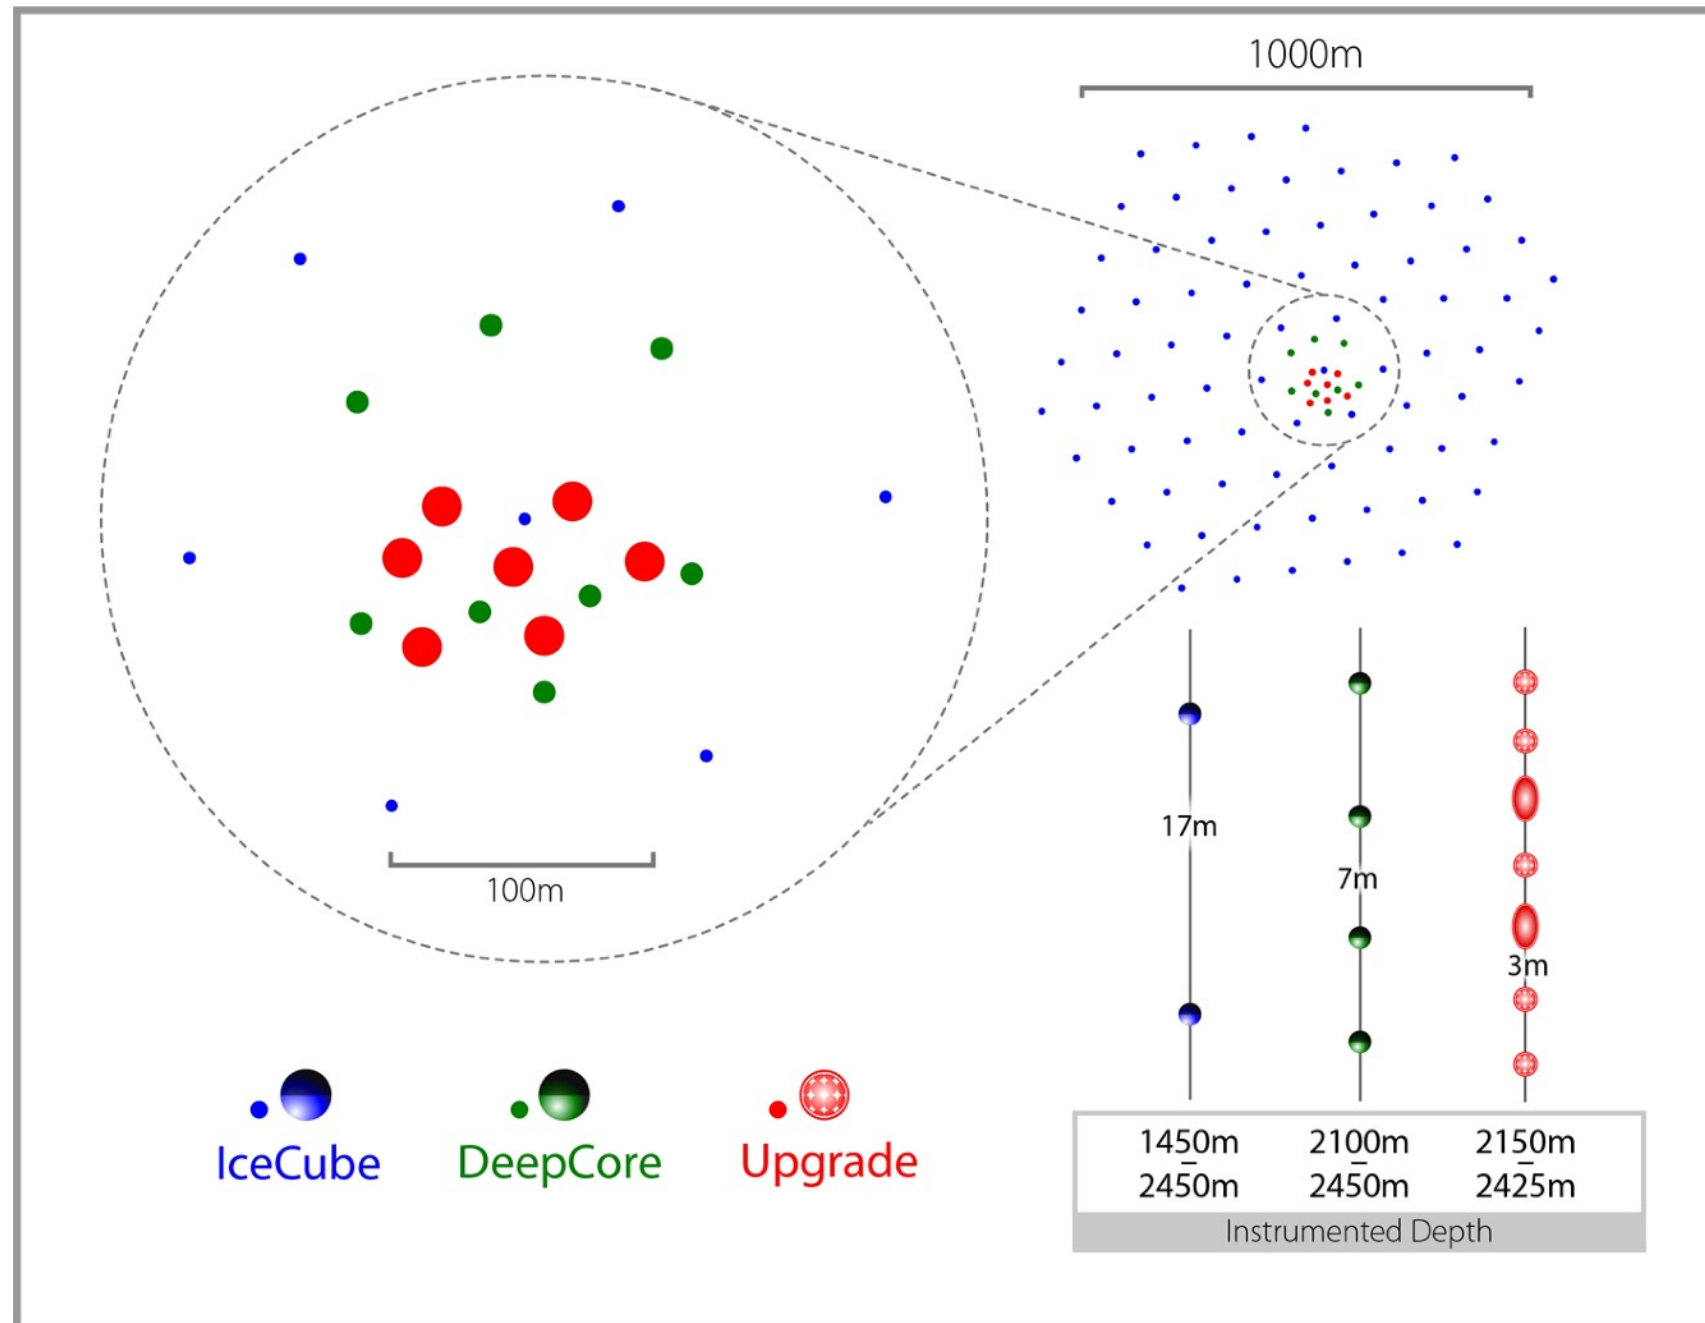 1000m
100m
17m
7m
3m
IceCube
DeepCore
Upgrade
1450m
–
2450m
2100m
–
2450m
2150m
–
2425m
Instrumented Depth